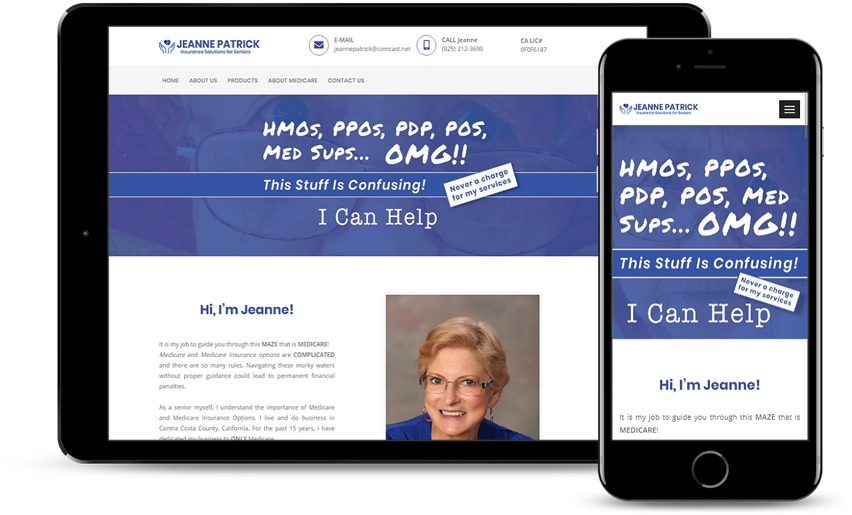 JEANNE PATRICK
Insurance Solutions for Seniors
E-MAIL
jeannepatrick@comcast.net
CALL Jeanne
(925) 212-3690
CA LIC#
0F0F6187
HOME ABOUT US PRODUCTS ABOUT MEDICARE CONTACT US
HMOs, PPOs, PDP, POS,
Med Sups... OMG!!
This Stuff Is Confusing!
Never a charge
for my services
I Can Help
Hi, I'm Jeanne!
It is my job to guide you through this MAZE that is MEDICARE!
Medicare and Medicare Insurance options are COMPLICATED
and there are so many rules. Navigating these murky waters
without proper guidance could lead to permanent financial
penalties.
As a senior myself, I understand the importance of Medicare
and Medicare Insurance Options. I live and do business in
Contra Costa County, California. For the past 15 years, I have
dedicated my business to ONLY Medicare
JEANNE PATRICK
Insurance Solutions for Seniors
HMOs, PPOs,
PDP, POS, Med
Sups... OMG!!
This Stuff Is Confusing!
Never a charge
for my services
I Can Help
Hi, I'm Jeanne!
It is my job to guide you through this MAZE that is
MEDICARE!